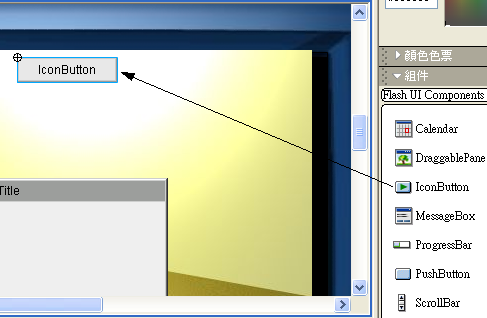 IconButton
Title
顏色色票
組件
Flash UI Components
Calendar
DraggablePane
IconButton
MessageBox
ProgressBar
PushButton
ScrollBar